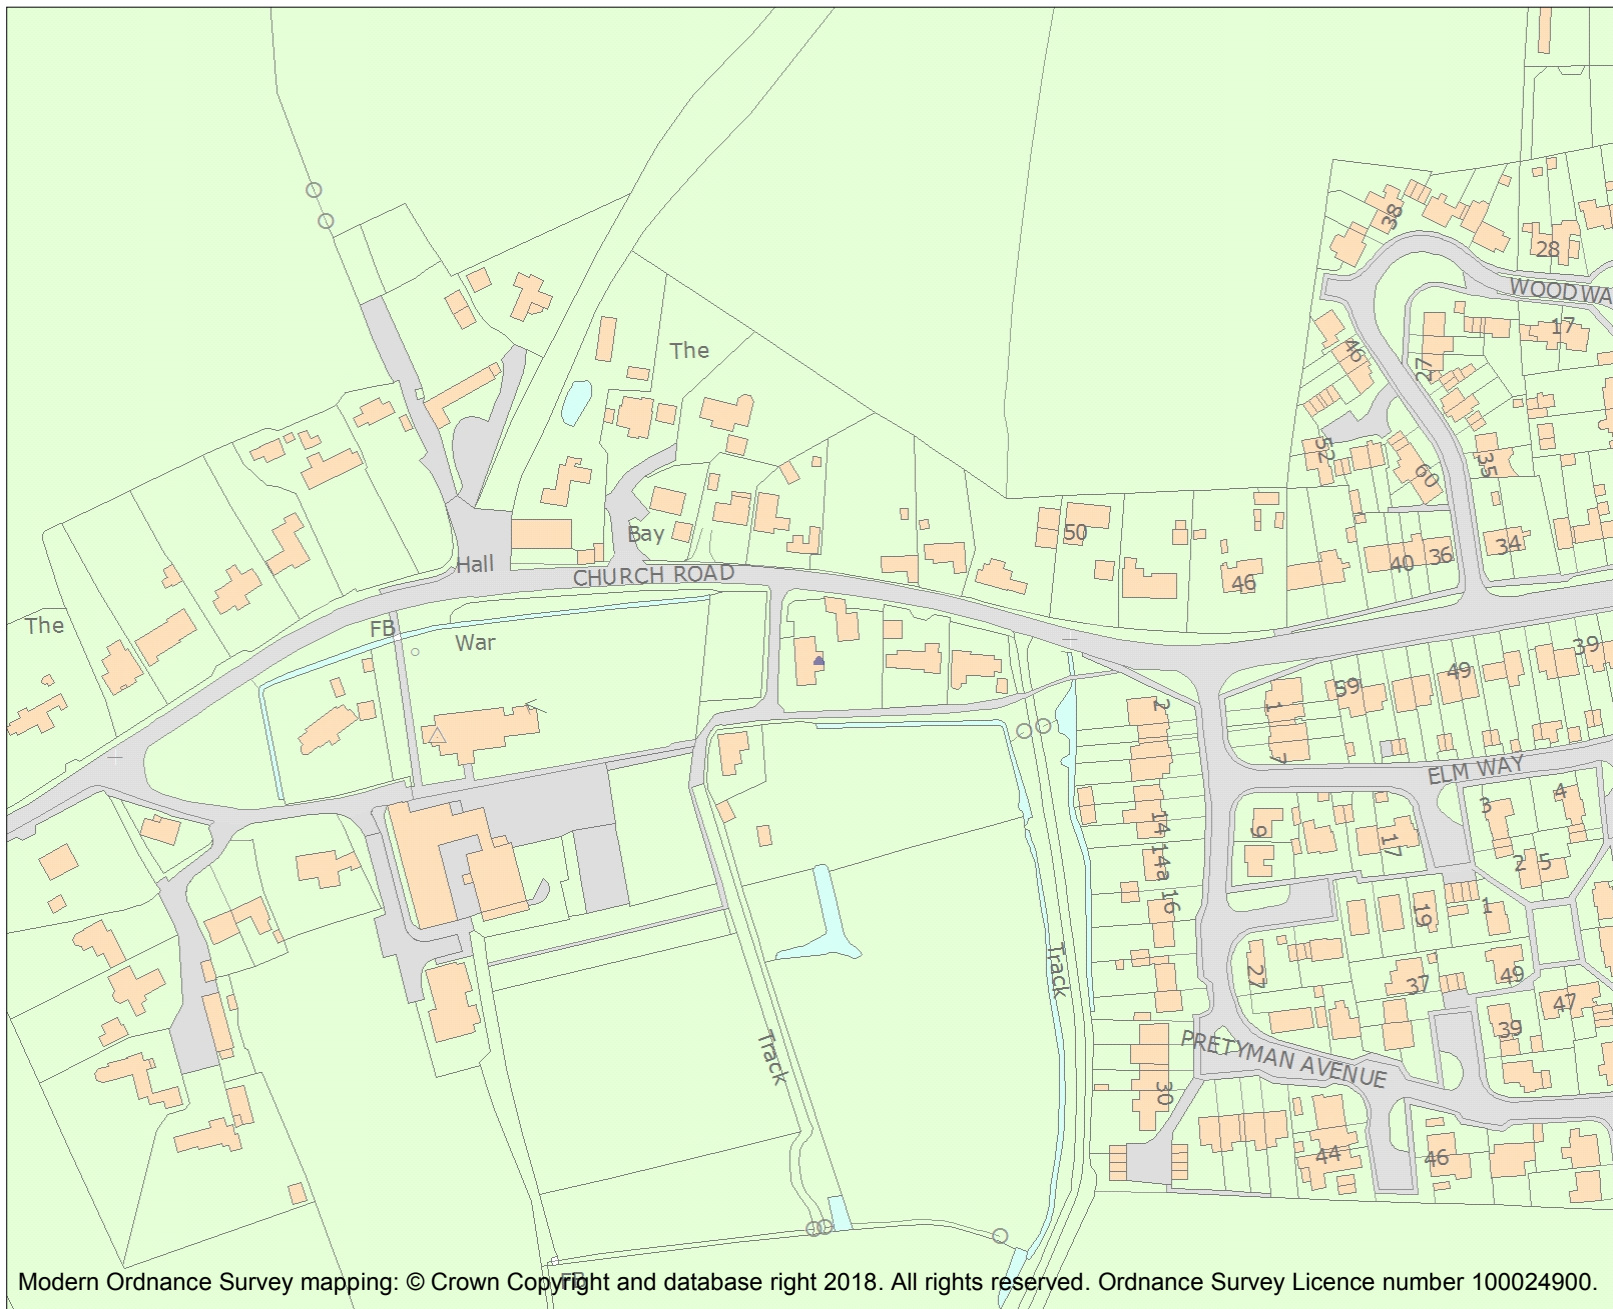 38
28
WOODWA
17
46
27
The
52
35
60
50
Bay
34
Hall
CHURCH ROAD
40
36
46
The
FB
War
39
49
59
2
1
7
ELM WAY
3
4
14
9
17
14a
2
5
16
19
1
27
37
49
Track
47
39
PRETYMAN AVENUE
Track
30
44
46
FB
Modern Ordnance Survey mapping: © Crown Copyright and database right 2018. All rights reserved. Ordnance Survey Licence number 100024900.